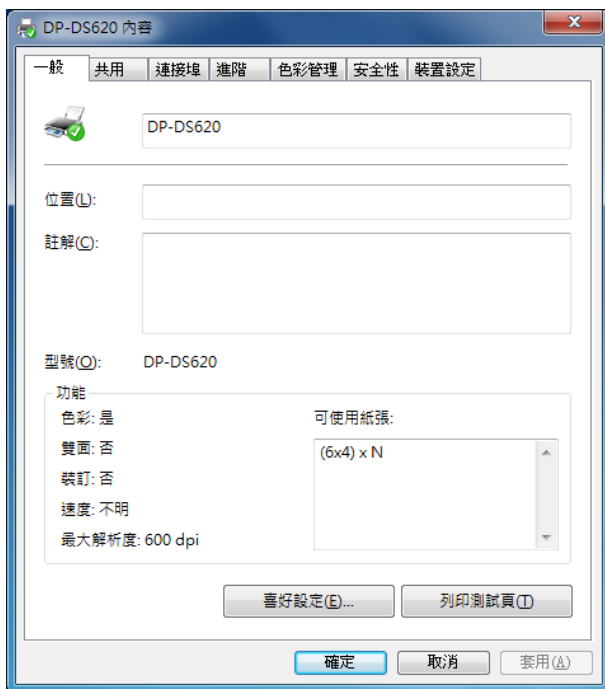 DP-DS620 內容
一般 共用 連接埠 進階 色彩管理 安全性 裝置設定
DP-DS620
位置(L):
註解(C):
型號(O): DP-DS620
功能
色彩: 是
可使用紙張:
雙面: 否
(6x4) x N
裝訂: 否
速度: 不明
最大解析度: 600 dpi
喜好設定(E)... 列印測試頁(T)
確定 取消 套用(A)